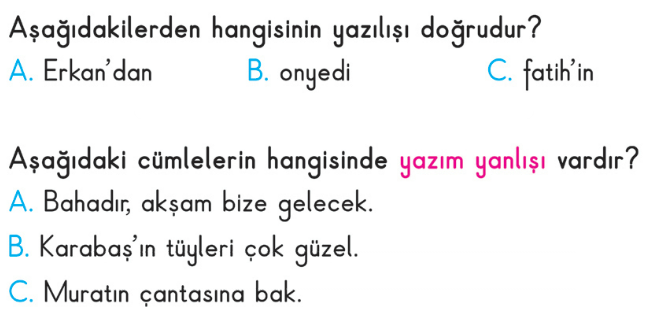 Aşağıdakilerden hangisinin yazılışı doğrudur?
A. Erkan'dan B. onyedi C. fatih'in
Aşağıdaki cümlelerin hangisinde yazım yanlışı vardır?
A. Bahadır, akşam bize gelecek.
B. Karabaş'ın tüyleri çok güzel.
C. Muratın çantasına bak.